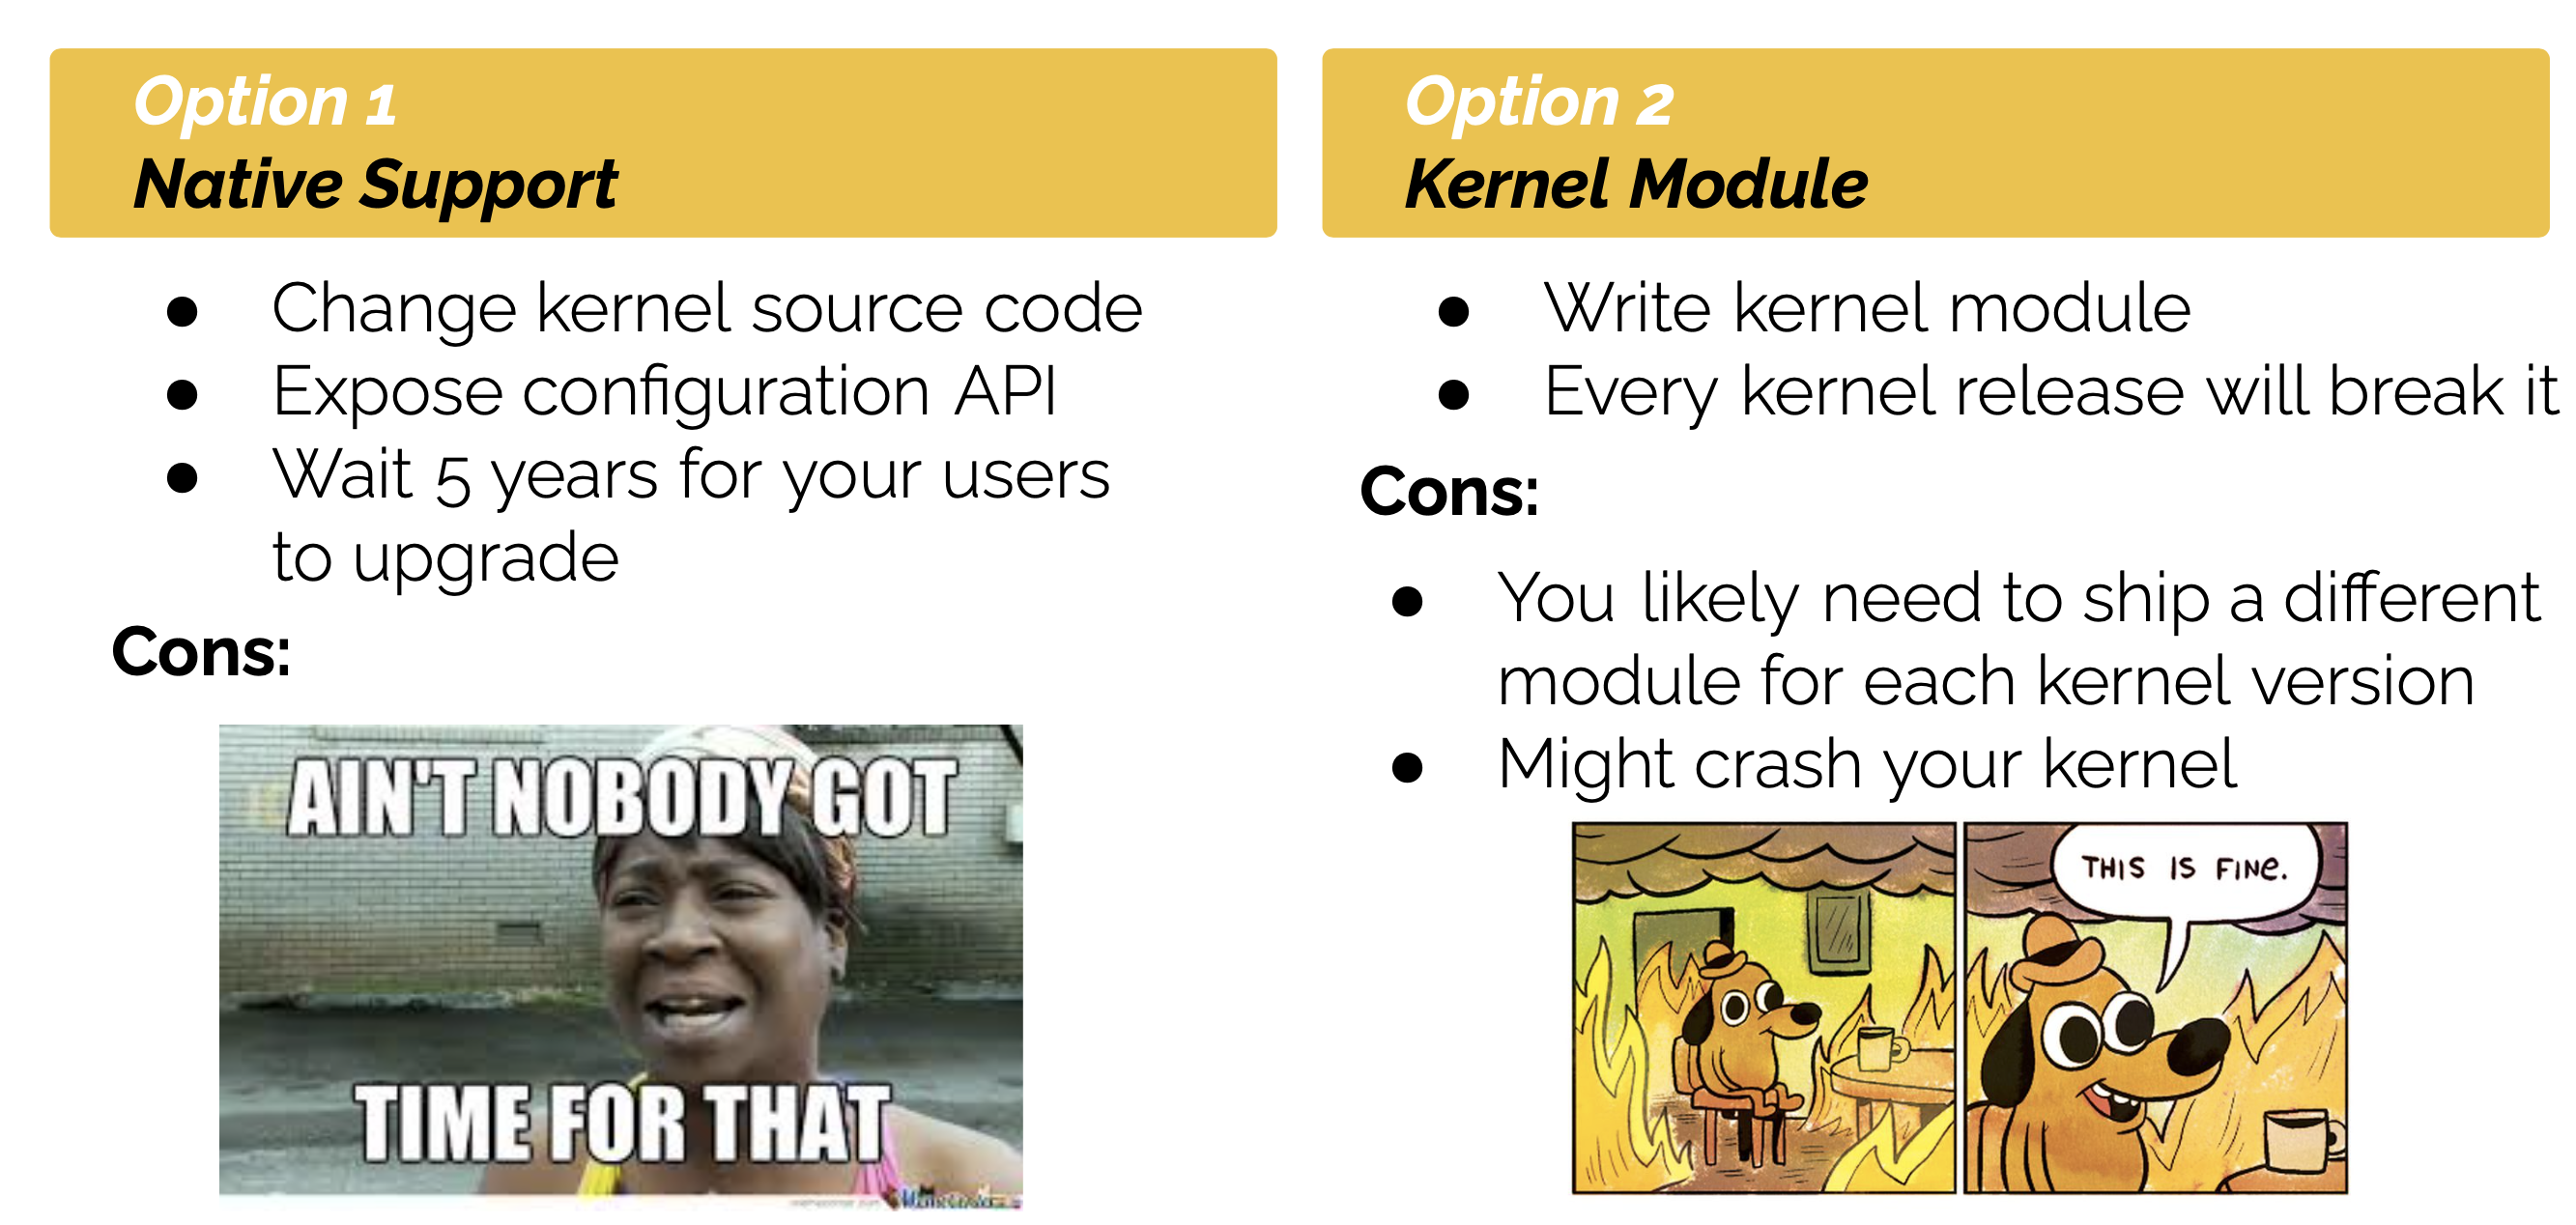 Option 1
Native Support
● Change kernel source code
● Expose configuration API
● Wait 5 years for your users
to upgrade
Cons:
AIN'T NOBODY GOT
TIME FOR THAT
Option 2
Kernel Module
● Write kernel module
● Every kernel release will break it
Cons:
● You likely need to ship a different
module for each kernel version
● Might crash your kernel
THIS IS FINE.